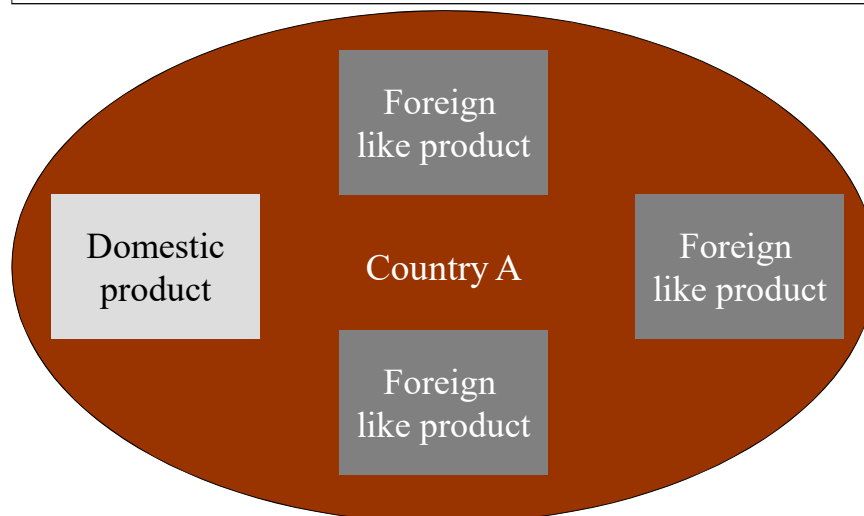 Foreign
like product
Domestic
product
Country A
Foreign
like product
Foreign
like product